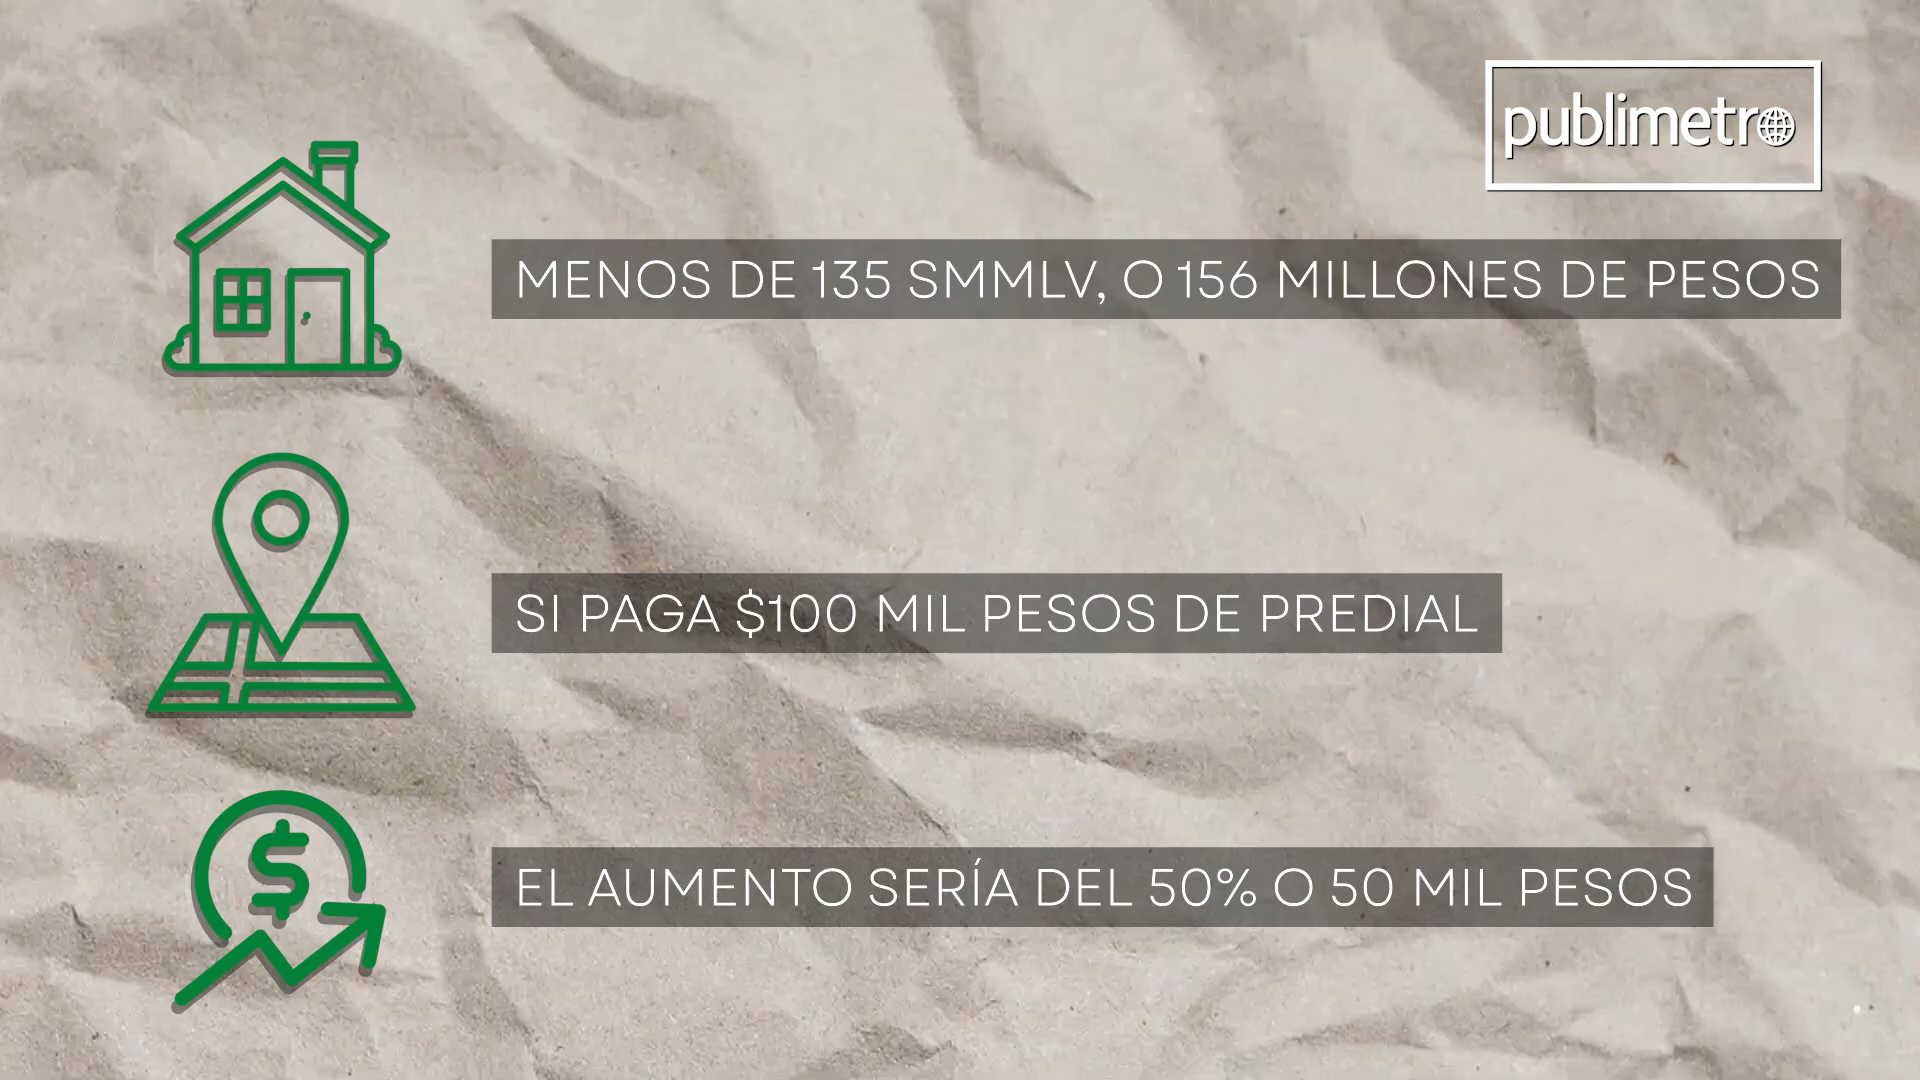 publimetro
MENOS DE 135 SMMLV, O 156 MILLONES DE PESOS
SI PAGA $100 MIL PESOS DE PREDIAL
EL AUMENTO SERÍA DEL 50% O 50 MIL PESOS